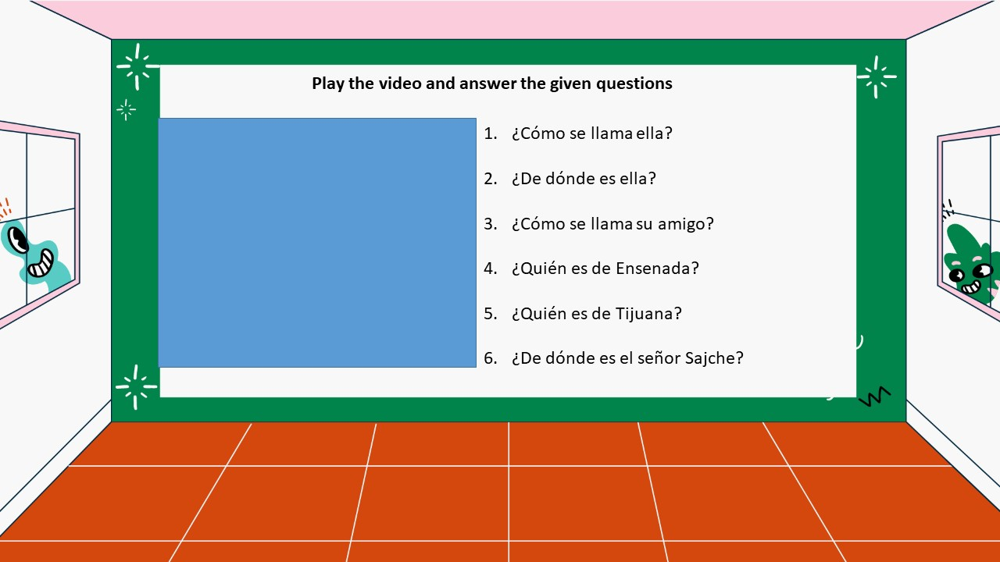 Play the video and answer the given questions
1. ¿Cómo se llama ella?
2. ¿De dónde es ella?
3. ¿Cómo se llama su amigo?
4. ¿Quién es de Ensenada?
5. ¿Quién es de Tijuana?
6. ¿De dónde es el señor Sajche?